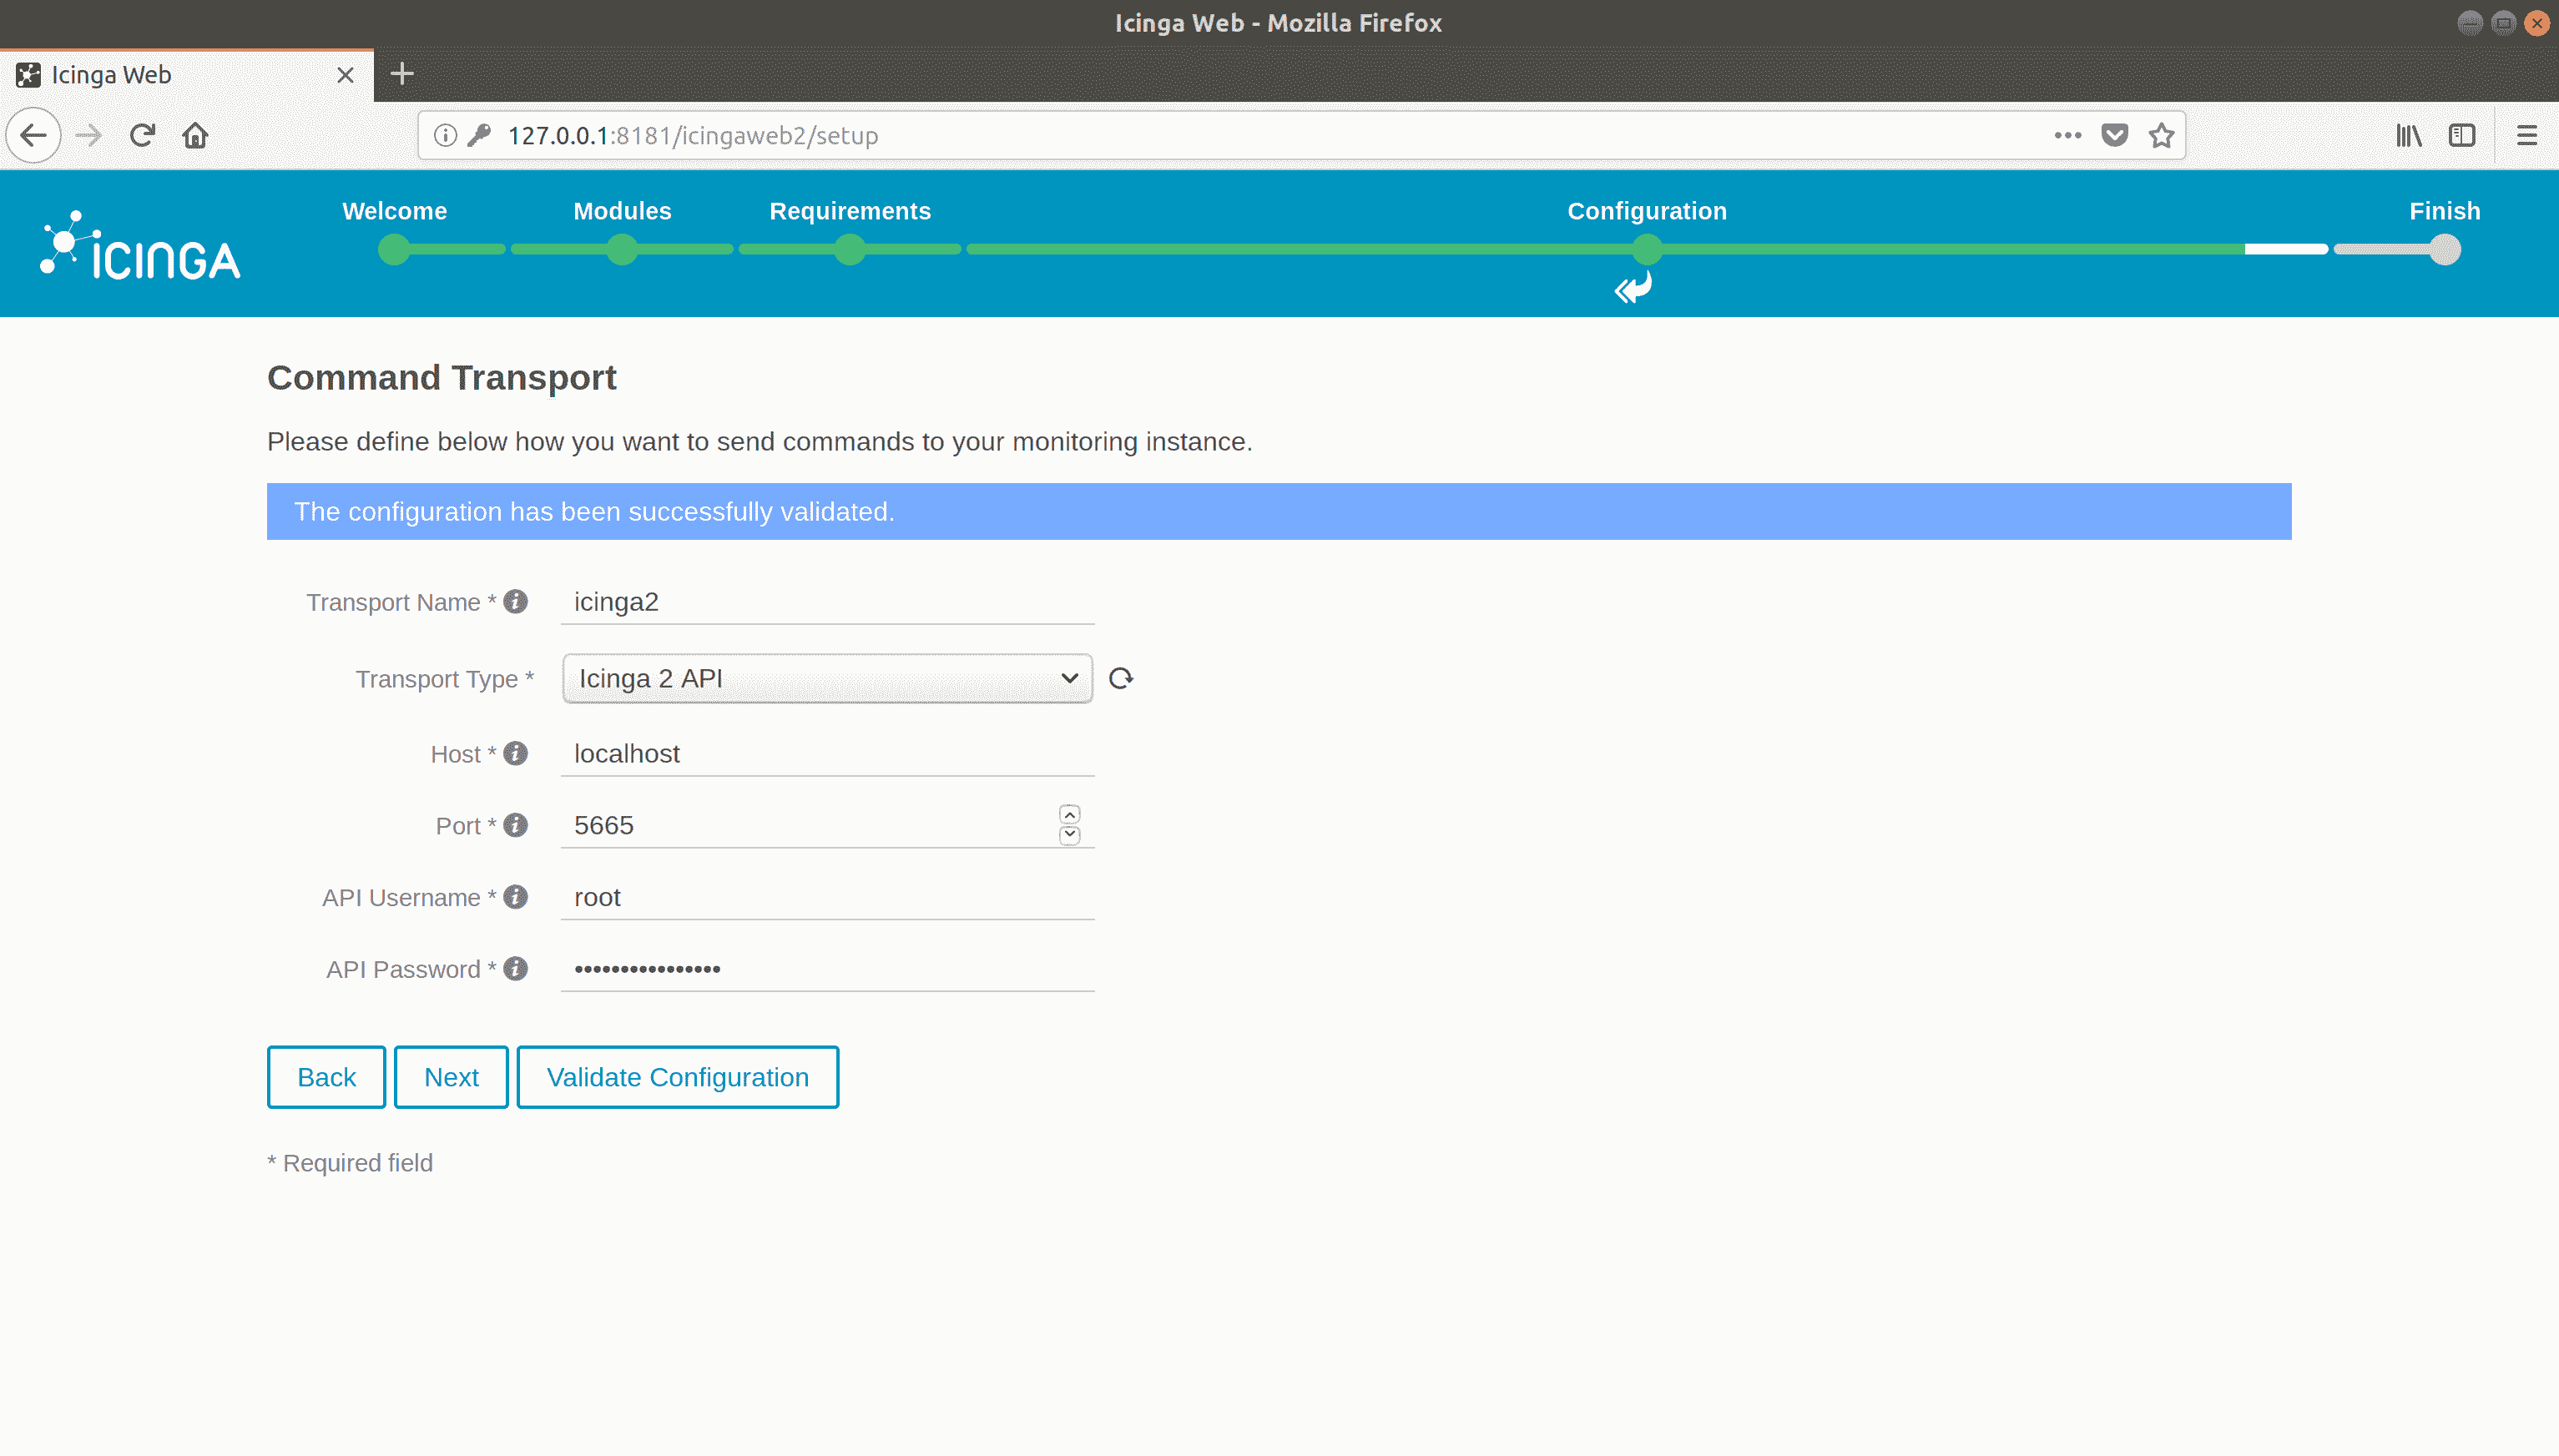 Icinga Web - Mozilla Firefox
Icinga Web
127.0.0.1:8181/icingaweb2/setup
Welcome Modules Requirements Configuration Finish
ICINGA
Command Transport
Please define below how you want to send commands to your monitoring instance.
The configuration has been successfully validated.
Transport Name * icinga2
Transport Type * Icinga 2 API
Host * localhost
Port * 5665
API Username * root
API Password * ••••••••••••••••
Back Next Validate Configuration
* Required field